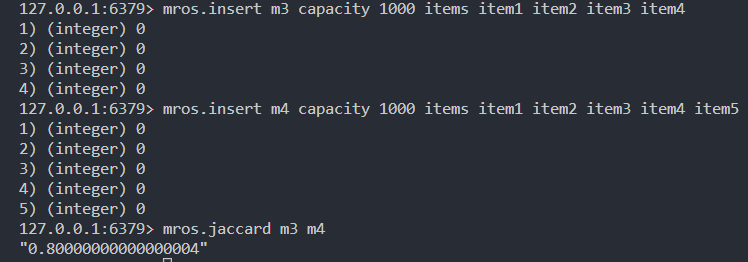 127.0.0.1:6379> mros.insert m3 capacity 1000 items item1 item2 item3 item4
1) (integer) 0
2) (integer) 0
3) (integer) 0
4) (integer) 0
127.0.0.1:6379> mros.insert m4 capacity 1000 items item1 item2 item3 item4 item5
1) (integer) 0
2) (integer) 0
3) (integer) 0
4) (integer) 0
5) (integer) 0
127.0.0.1:6379> mros.jaccard m3 m4
"0.80000000000000004"